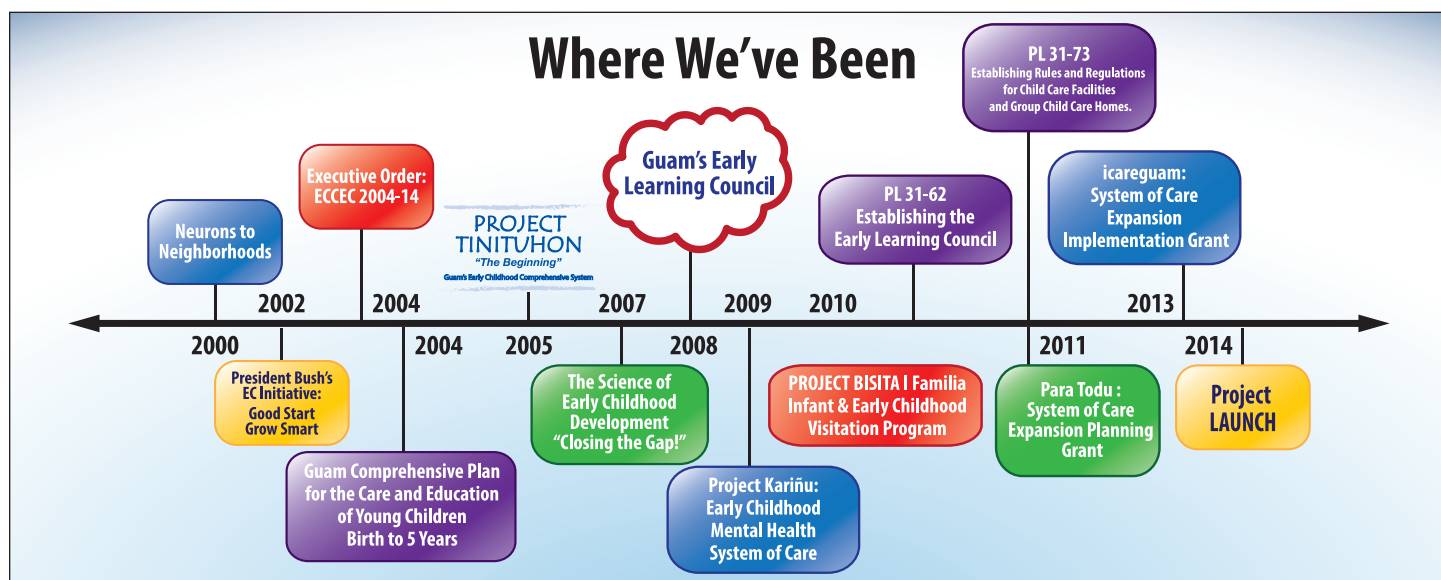 Where We've Been
PL 31-73
Establishing Rules and Regulations
for Child Care Facilities
and Group Child Care Homes.
Executive Order:
ECCEC 2004-14
Guam's Early
Learning Council
PL 31-62
Establishing the
Early Learning Council
icareguam:
System of Care
Expansion
Implementation Grant
Neurons to
Neighborhoods
PROJECT
TINITUHON
"The Beginning"
Guam's Early Childhood Comprehensive System
2002
2004
2007
2009
2010
2013
2000
2004
2005
2008
2011
2014
President Bush's
EC Initiative:
Good Start
Grow Smart
The Science of
Early Childhood
Development
"Closing the Gap!"
PROJECT BISITA I Familia
Infant & Early Childhood
Visitation Program
Para Todu :
System of Care
Expansion Planning
Grant
Project
LAUNCH
Guam Comprehensive Plan
for the Care and Education
of Young Children
Birth to 5 Years
Project Kariñu:
Early Childhood
Mental Health
System of Care